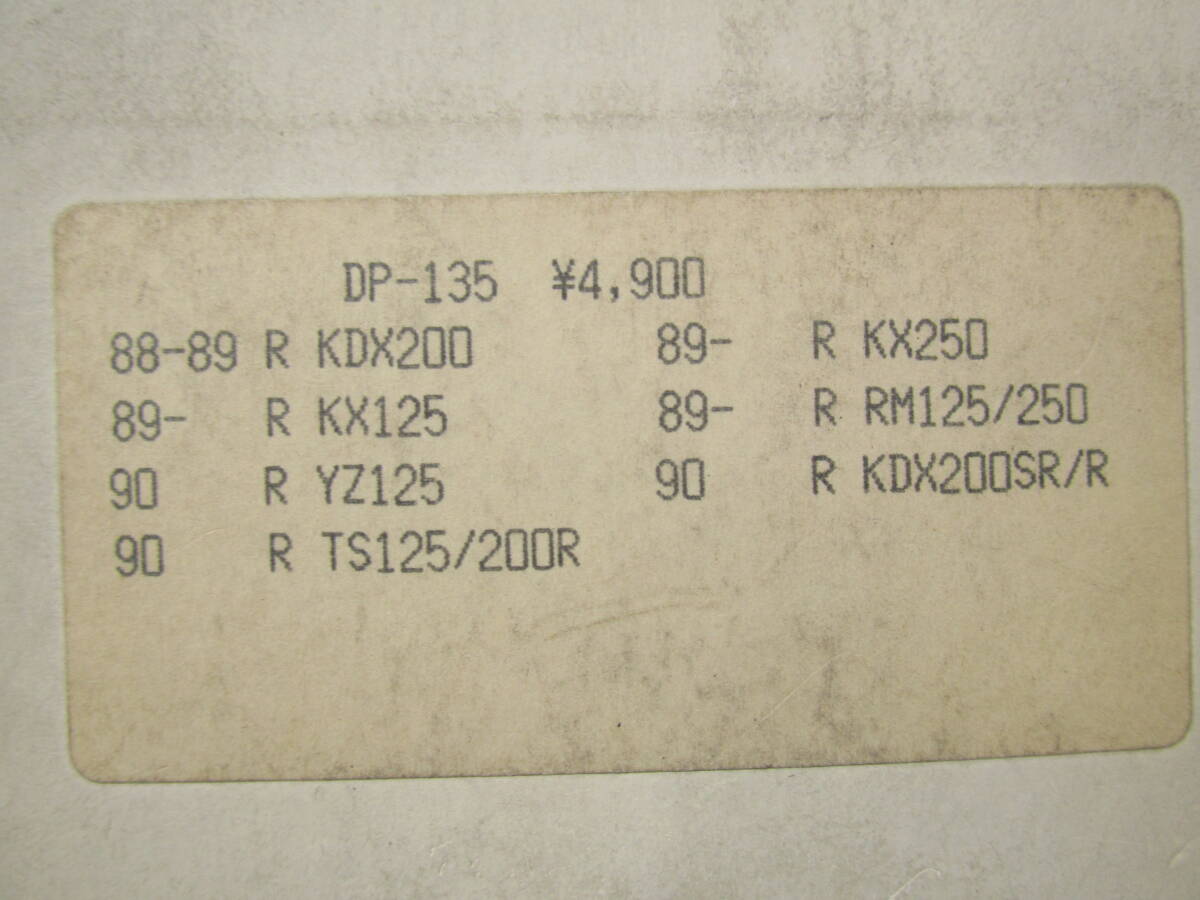 DP-135 ¥4,900
88-89 R KDX200 89- R KX250
89- R KX125 89- R RM125/250
90 R YZ125 90 R KDX200SR/R
90 R TS125/200R